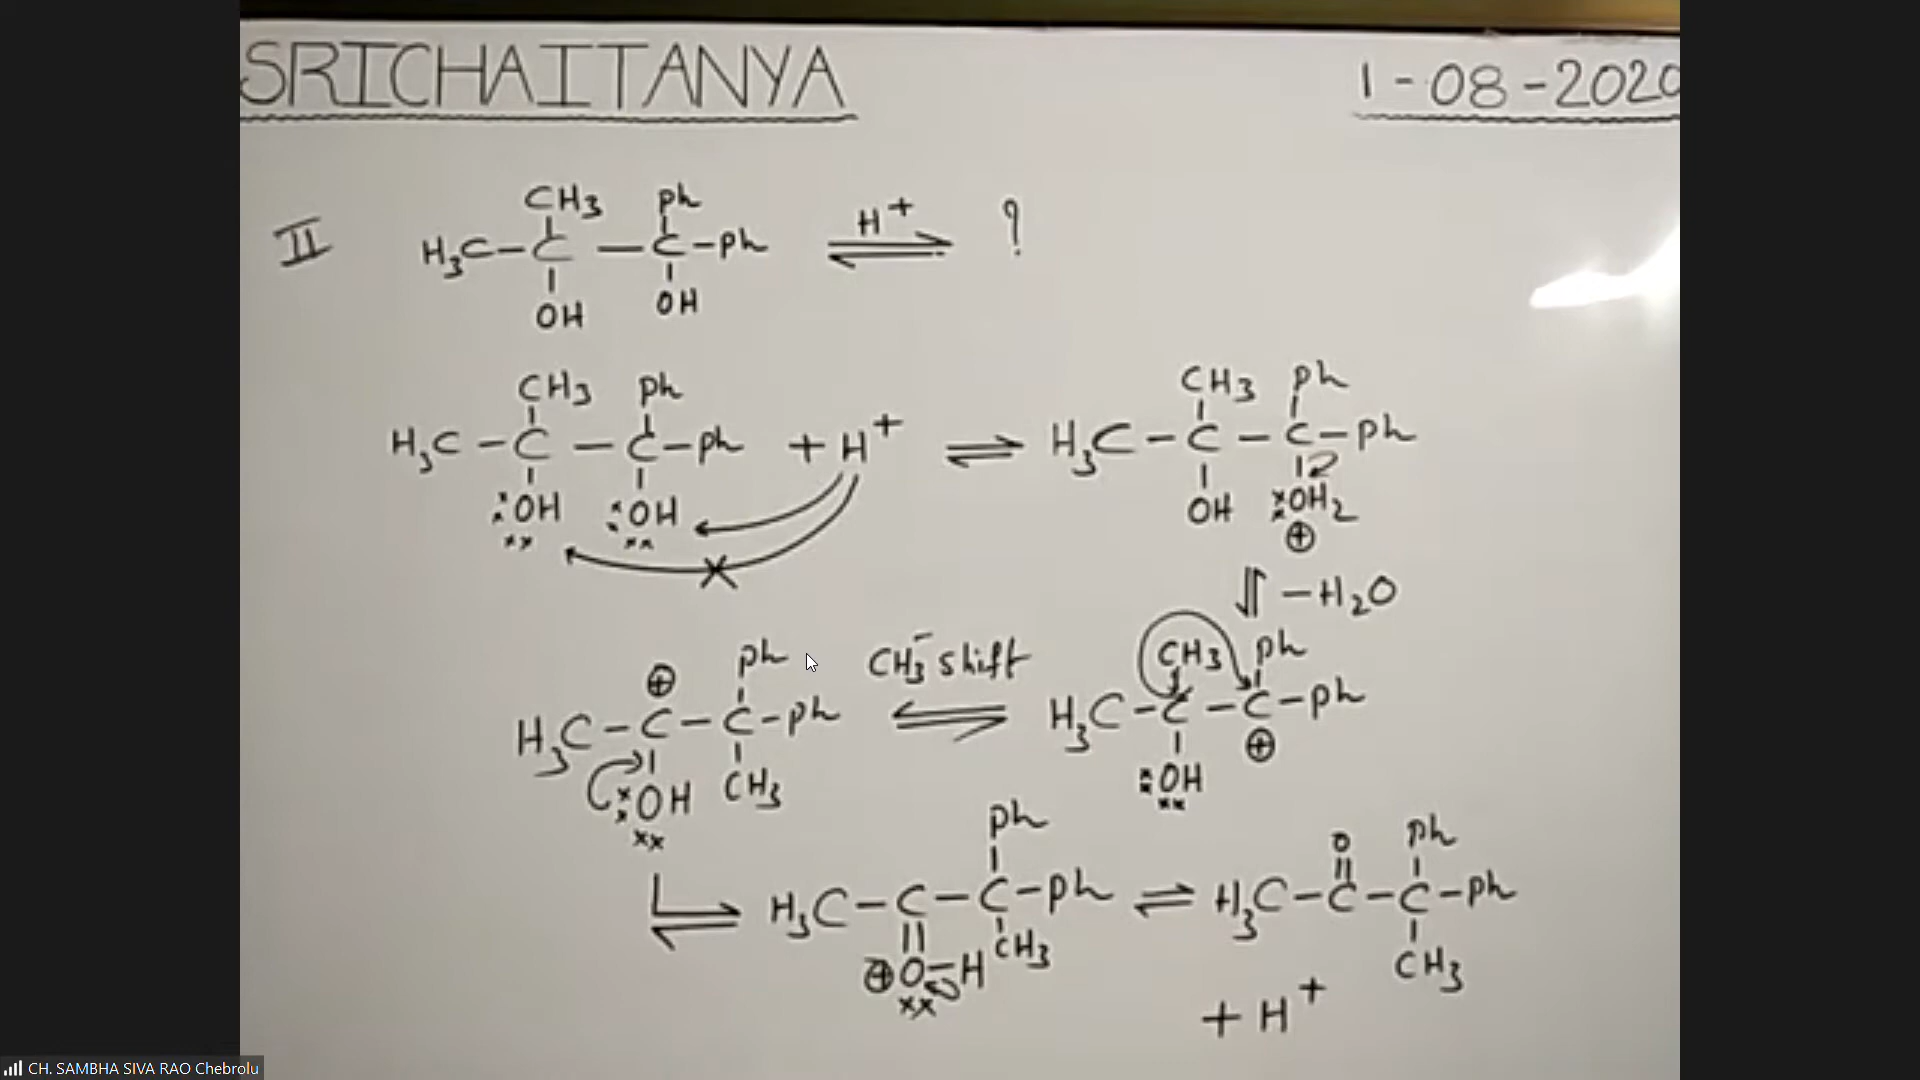 SRICHAITANYA 1-08-2020
CH3 Ph
II H3C-C-C-Ph H+ ?
OH OH
CH3 Ph CH3 Ph
H3C-C-C-Ph + H+ H3C-C-C-Ph
OH OH OH OH2
⊕
-H2O
Ph CH3- shift CH3 Ph
⊕
H3C-C-C-Ph H3C-C-C-Ph
⊕
OH CH3 OH
Ph O Ph
H3C-C-C-Ph H3C-C-C-Ph
CH3 CH3
⊕O-H
+ H+
CH. SAMBHA SIVA RAO Chebrolu